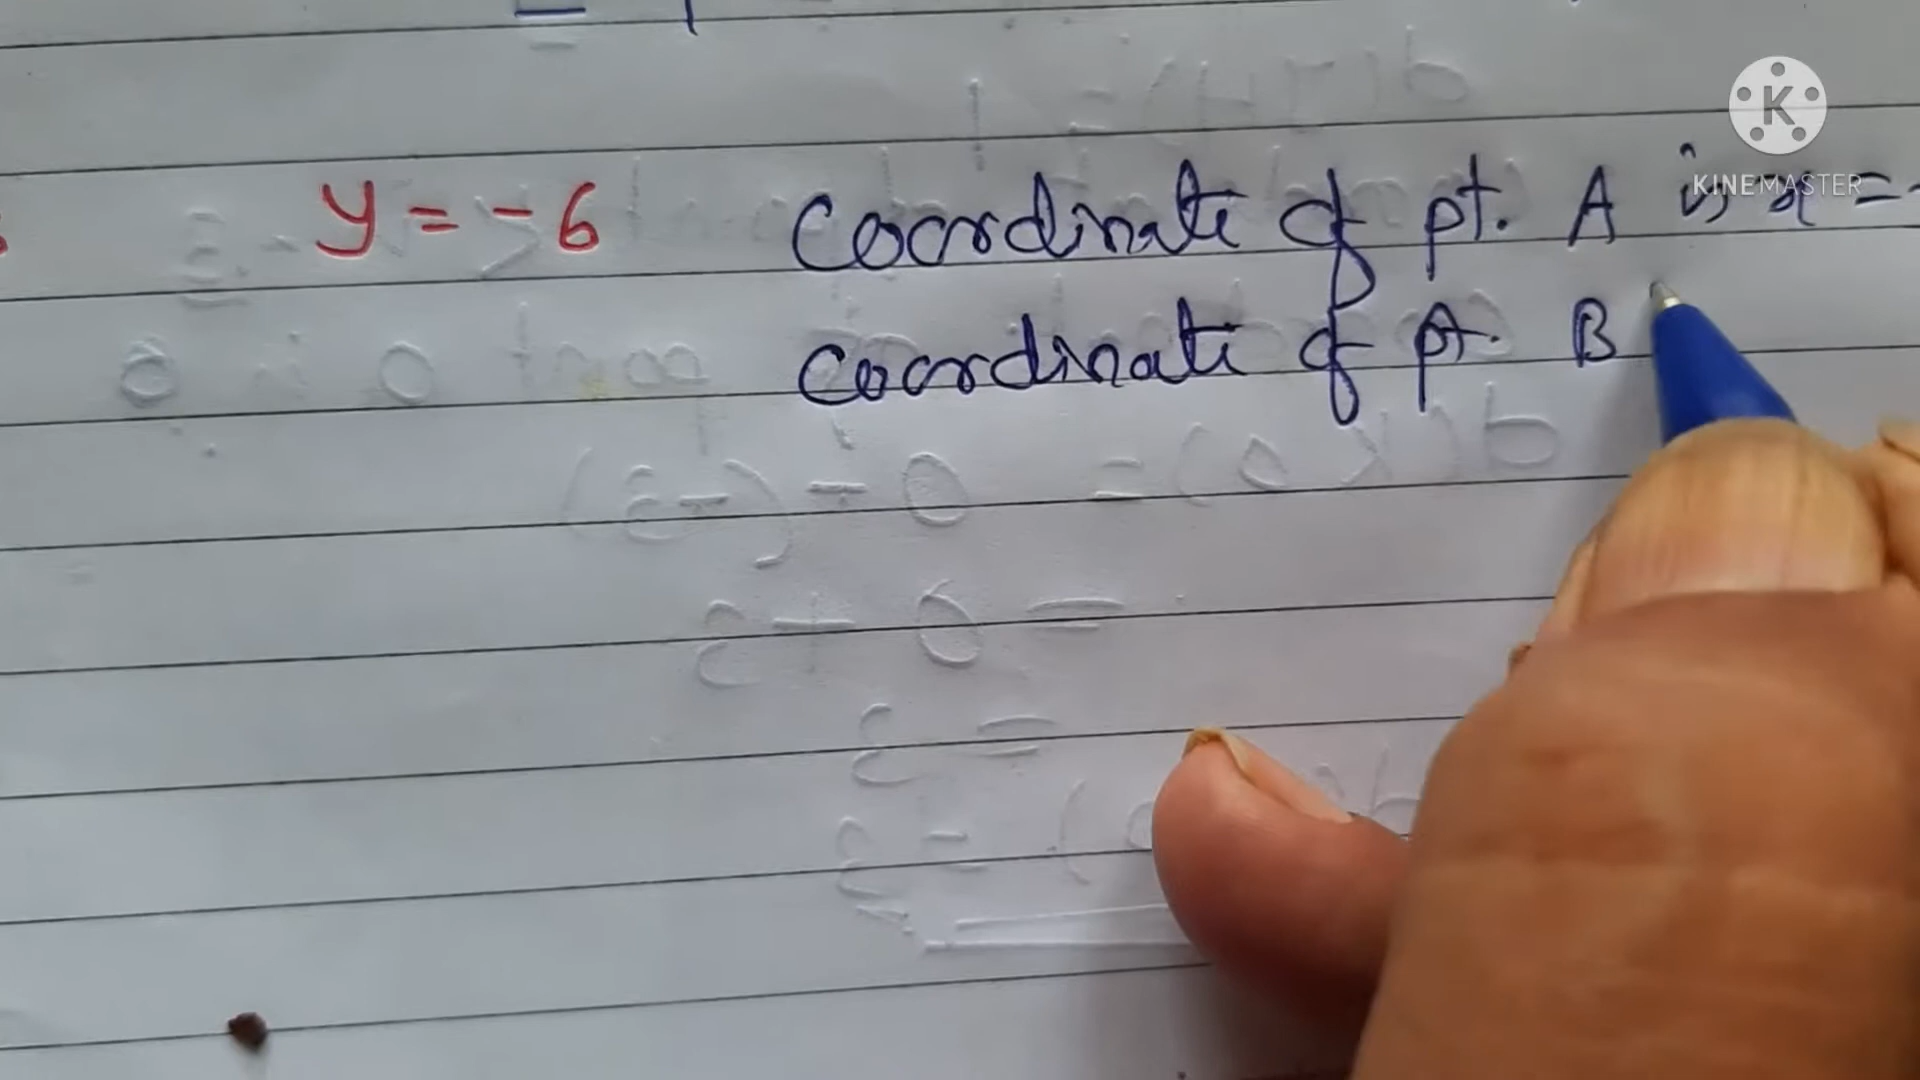 KINEMASTER
y = -6 Coordinate of pt. A is x = -
Coordinate of pt. B